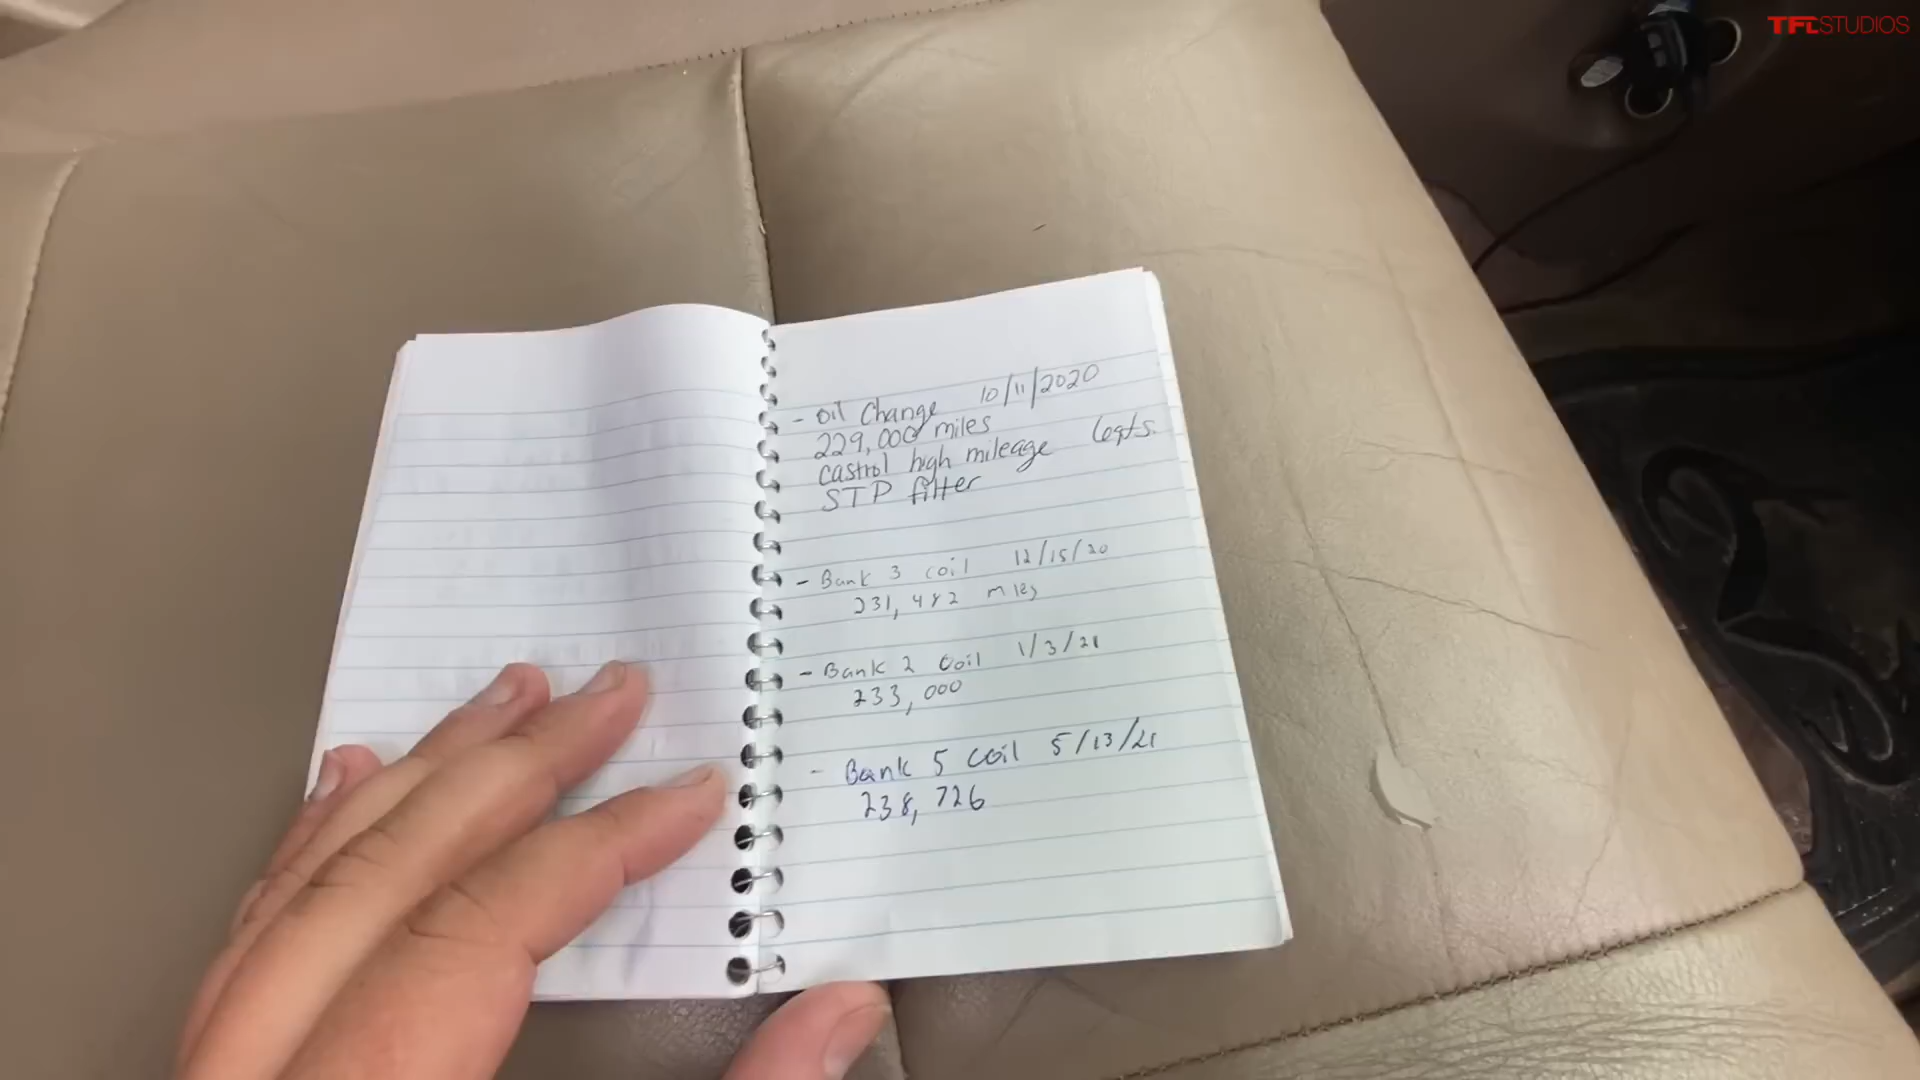 TFLSTUDIOS
- Oil Change 10/11/2020
229,000 miles
castrol high mileage 6qts.
STP filter
- Bank 3 coil 12/15/20
231,482 miles
- Bank 2 Coil 1/3/21
233,000
- Bank 5 coil 5/13/21
238,726